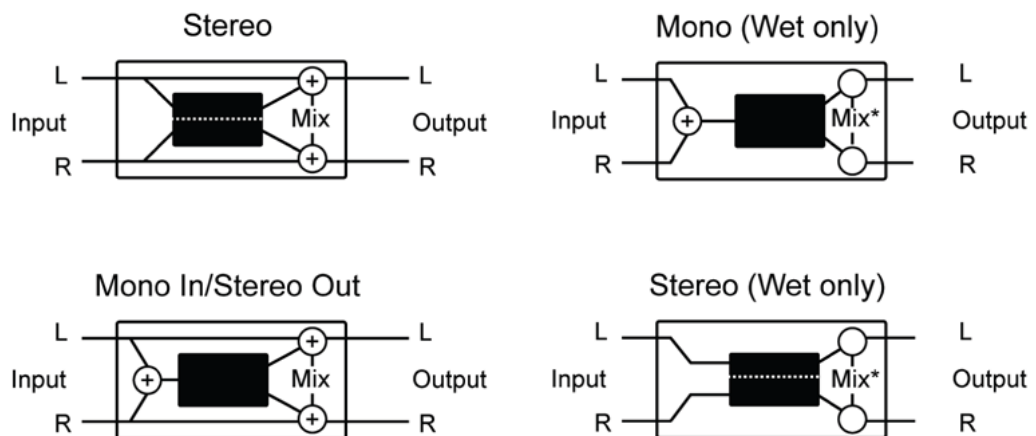 Stereo
L
L
Input
Mix
Output
R
R
Mono (Wet only)
L
L
Input
+
Mix*
Output
R
R
Mono In/Stereo Out
L
L
Input
+
Mix
Output
R
R
Stereo (Wet only)
L
L
Input
Mix*
Output
R
R